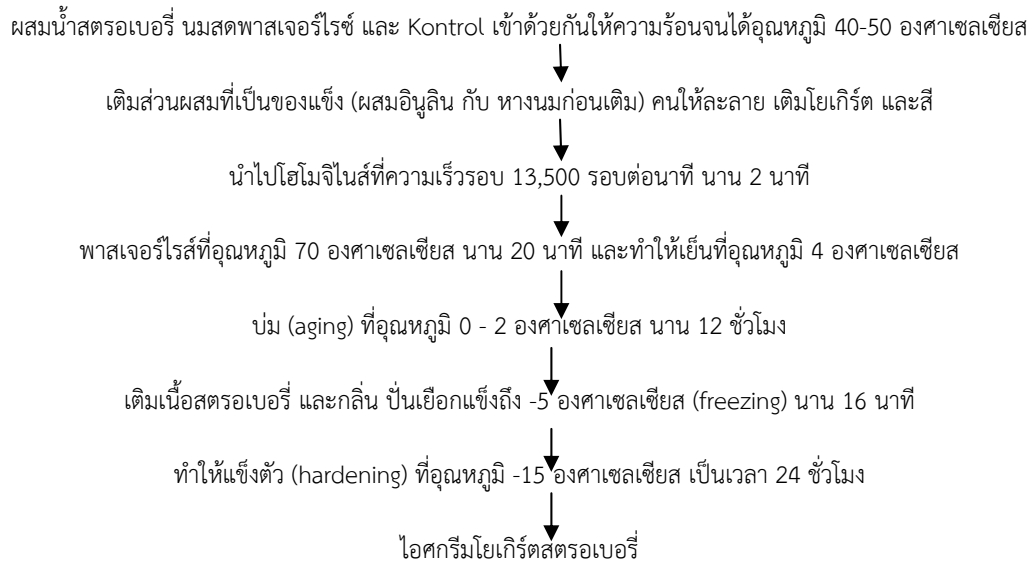 ผสมน้ำสตรอเบอรี่ นมสดพาสเจอร์ไรซ์ และ Kontrol เข้าด้วยกันให้ความร้อนจนได้อุณหภูมิ 40-50 องศาเซลเซียส
เติมส่วนผสมที่เป็นของแข็ง (ผสมอินูลิน กับ หางนมก่อนเติม) คนให้ละลาย เติมโยเกิร์ต และสี
นำไปโฮโมจิไนส์ที่ความเร็วรอบ 13,500 รอบต่อนาที นาน 2 นาที
พาสเจอร์ไรส์ที่อุณหภูมิ 70 องศาเซลเซียส นาน 20 นาที และทำให้เย็นที่อุณหภูมิ 4 องศาเซลเซียส
บ่ม (aging) ที่อุณหภูมิ 0 - 2 องศาเซลเซียส นาน 12 ชั่วโมง
เติมเนื้อสตรอเบอรี่ และกลิ่น ปั่นเยือกแข็งถึง -5 องศาเซลเซียส (freezing) นาน 16 นาที
ทำให้แข็งตัว (hardening) ที่อุณหภูมิ -15 องศาเซลเซียส เป็นเวลา 24 ชั่วโมง
ไอศกรีมโยเกิร์ตสตรอเบอรี่